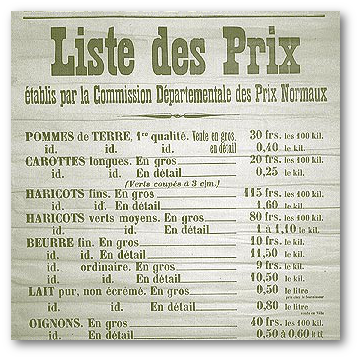 Liste des Prix
établis par la Commission Départementale des Prix Normaux
POMMES de TERRE, 1re qualité. Vente en gros. 30 frs. les 100 kil.
id. id. id. en détail 0,40 le kil.
CAROTTES longues. En gros 20 frs. les 100 kil.
id. id. En détail 0,25 le kil.
(Verts coupés à 3 c/m.)
HARICOTS fins. En gros 115 frs. les 100 kil.
id. id. En détail 1,60 le kil.
HARICOTS verts moyens. En gros 80 frs. les 100 kil.
id. id. id. En détail 1 à 1,10 le kil.
BEURRE fin. En gros 10 frs. le kil.
id. id. En détail 11,50 le kil.
id. ordinaire. En gros 9 frs. le kil.
id. id. En détail 10,50 le kil.
LAIT pur, non écrémé. En gros 0,50 le litre
pris chez le fournisseur
id. id. En détail 0,80 le litre
rendu en Ville
OIGNONS. En gros 40 frs. les 100 kil.
id. En détail 0,50 à 0,60